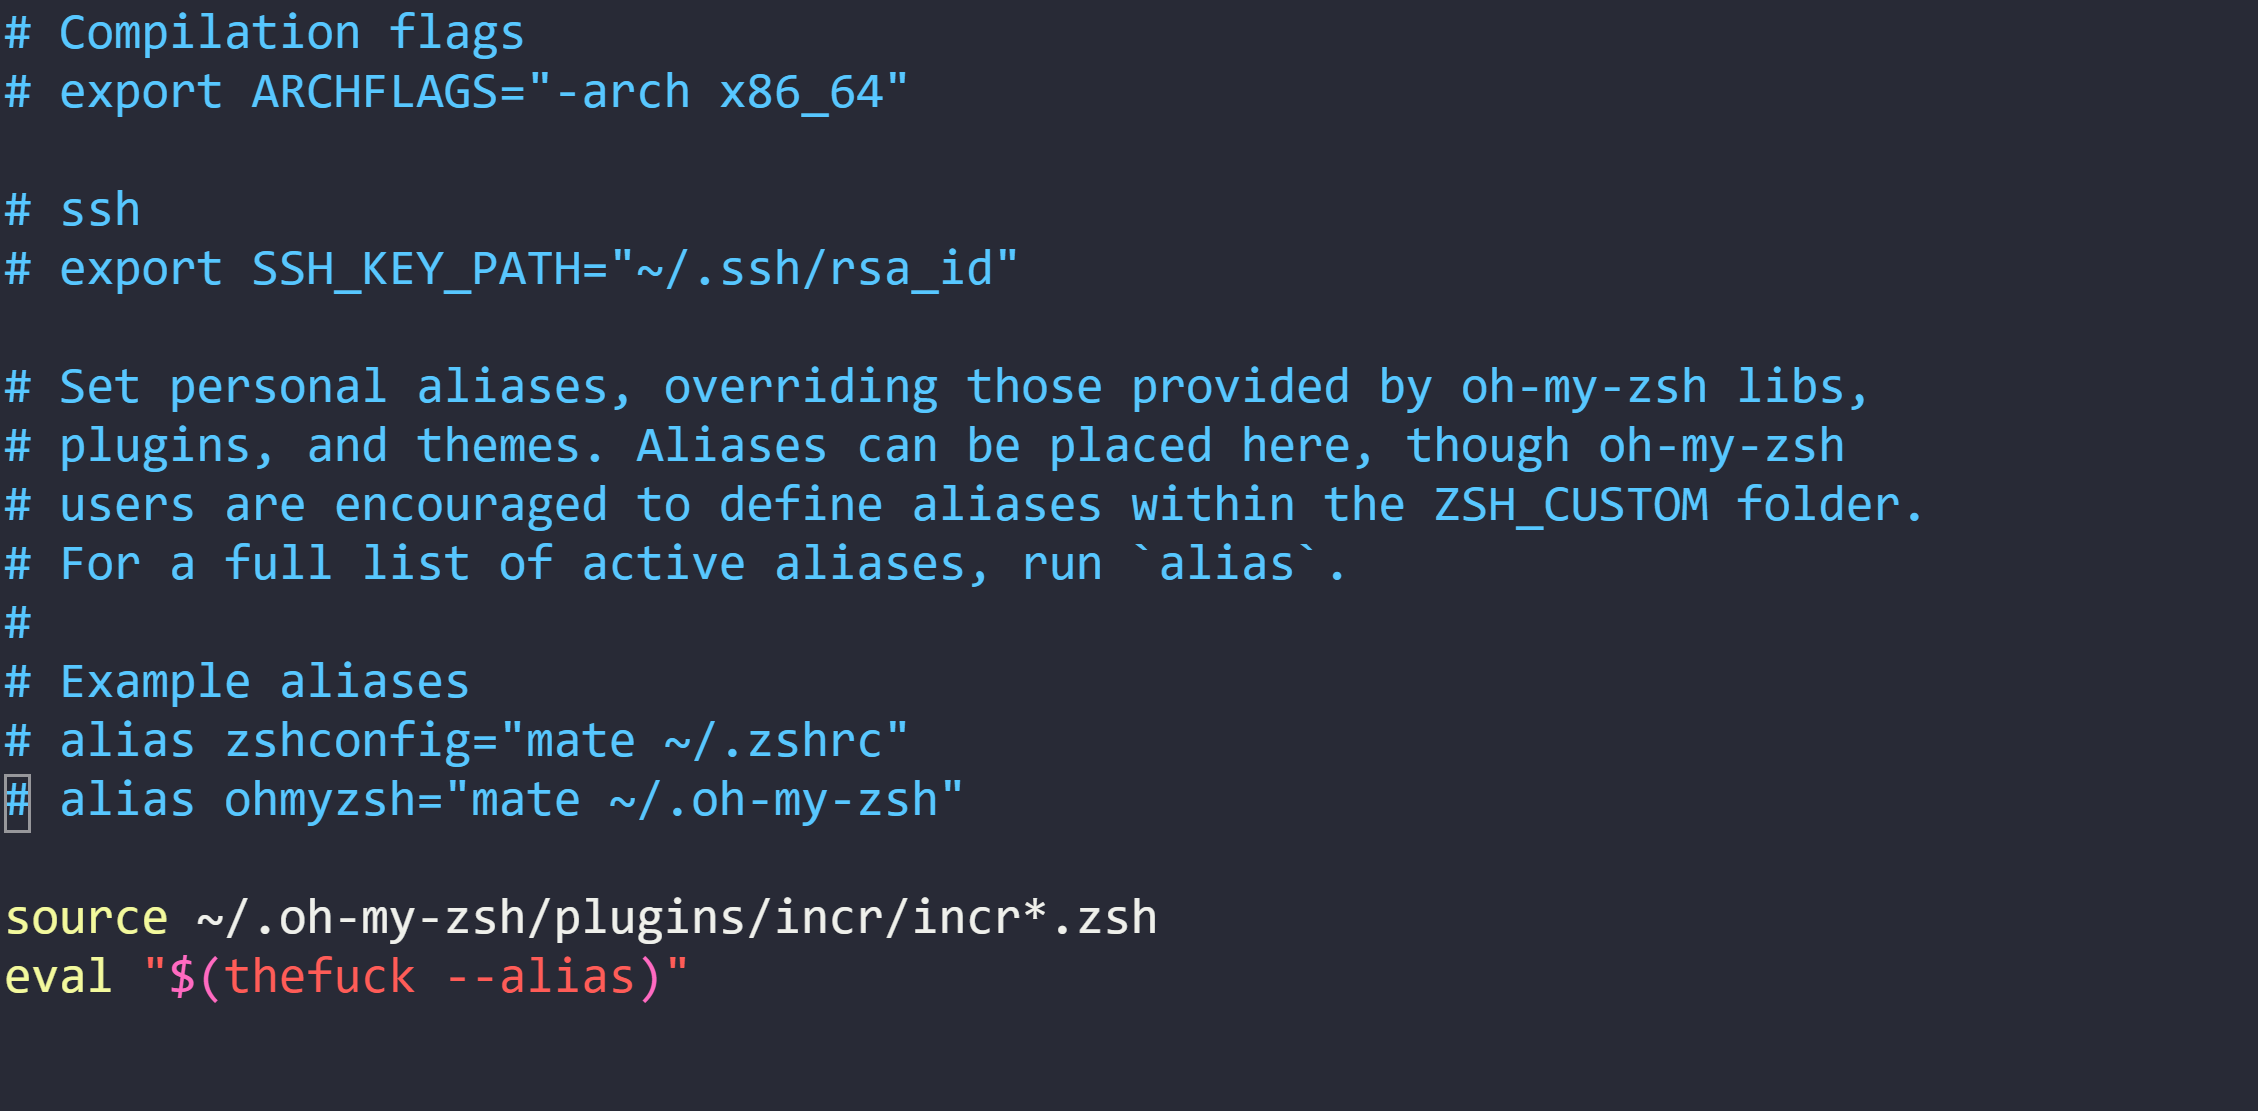 # Compilation flags
# export ARCHFLAGS="-arch x86_64"
# ssh
# export SSH_KEY_PATH="~/.ssh/rsa_id"
# Set personal aliases, overriding those provided by oh-my-zsh libs,
# plugins, and themes. Aliases can be placed here, though oh-my-zsh
# users are encouraged to define aliases within the ZSH_CUSTOM folder.
# For a full list of active aliases, run `alias`.
#
# Example aliases
# alias zshconfig="mate ~/.zshrc"
# alias ohmyzsh="mate ~/.oh-my-zsh"
source ~/.oh-my-zsh/plugins/incr/incr*.zsh
eval "$(thefuck --alias)"